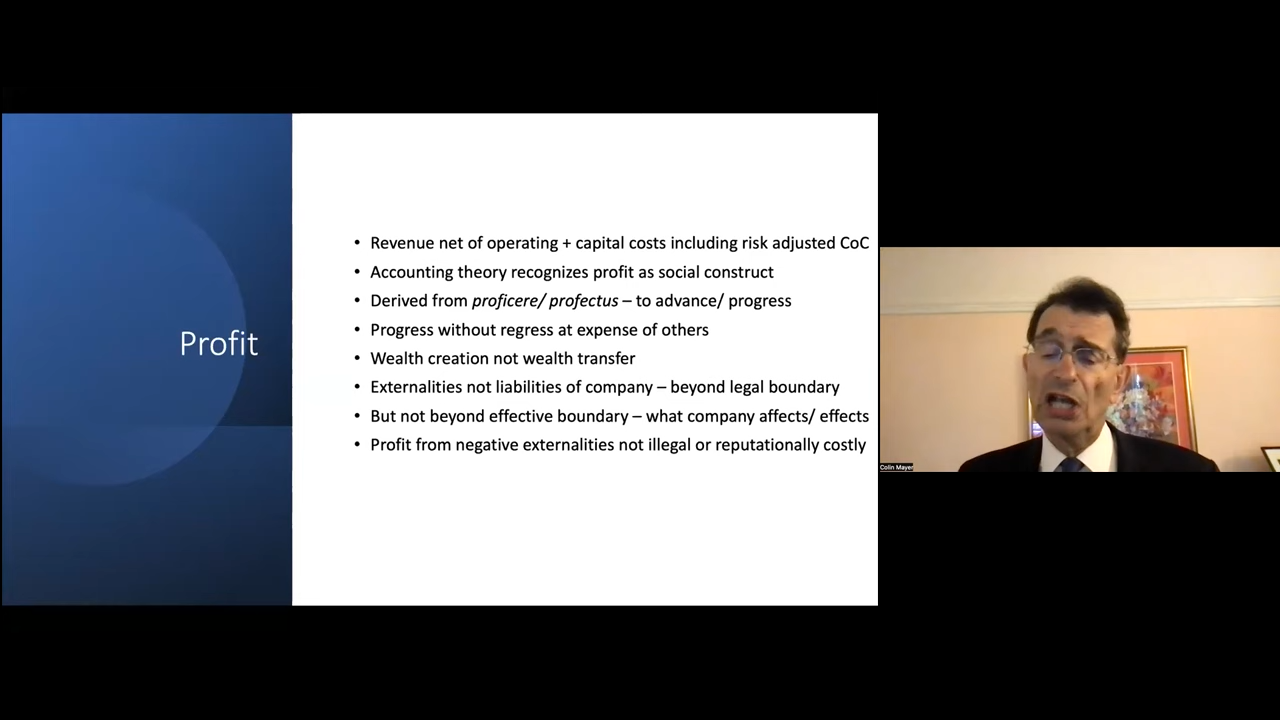 Profit
• Revenue net of operating + capital costs including risk adjusted CoC
• Accounting theory recognizes profit as social construct
• Derived from proficere/ profectus – to advance/ progress
• Progress without regress at expense of others
• Wealth creation not wealth transfer
• Externalities not liabilities of company – beyond legal boundary
• But not beyond effective boundary – what company affects/ effects
• Profit from negative externalities not illegal or reputationally costly
Colin Mayer